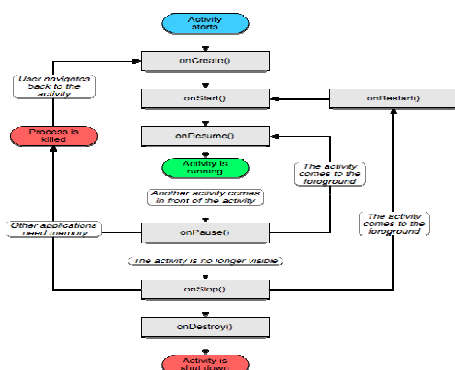 Activity
starts
onCreate()
User navigates
back to the
activity
onStart()
onRestart()
Process is
killed
onResume()
Activity is
running
The activity
comes to the
foreground
Another activity comes
in front of the activity
The activity
comes to the
foreground
Other applications
need memory
onPause()
The activity is no longer visible
onStop()
onDestroy()
Activity is
shut down